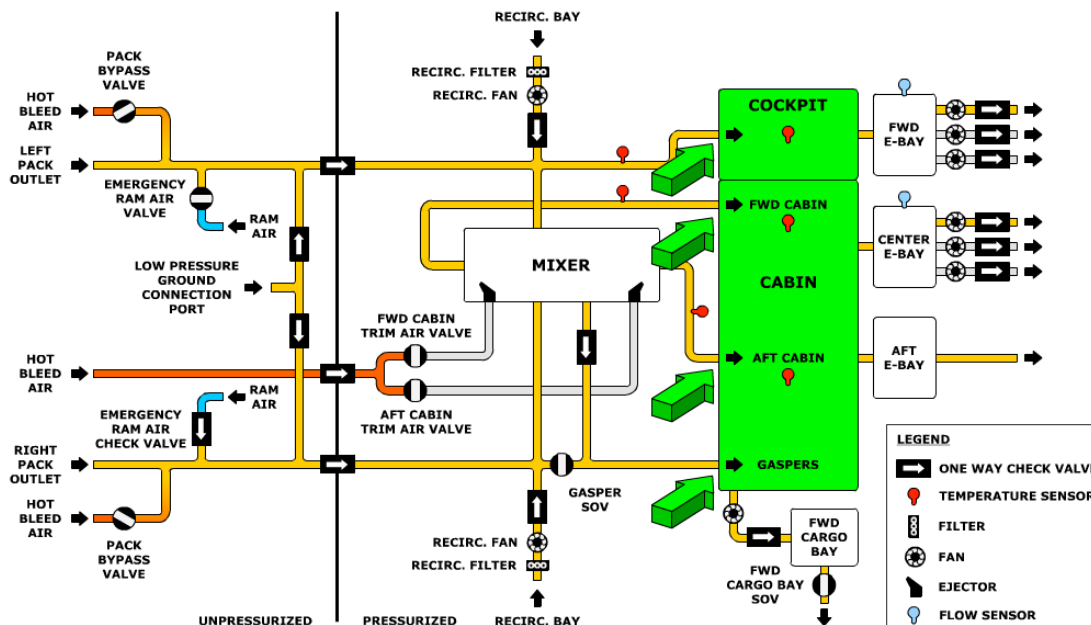 RECIRC. BAY
PACK
BYPASS
VALVE
HOT
BLEED
AIR
RECIRC. FILTER
RECIRC. FAN
COCKPIT
FWD
E-BAY
LEFT
PACK
OUTLET
EMERGENCY
RAM AIR
VALVE
RAM
AIR
FWD CABIN
MIXER
CENTER
E-BAY
LOW PRESSURE
GROUND
CONNECTION
PORT
CABIN
FWD CABIN
TRIM AIR VALVE
HOT
BLEED
AIR
AFT CABIN
AFT
E-BAY
RAM
AIR
EMERGENCY
RAM AIR
CHECK VALVE
AFT CABIN
TRIM AIR VALVE
RIGHT
PACK
OUTLET
GASPERS
GASPER
SOV
HOT
BLEED
AIR
PACK
BYPASS
VALVE
RECIRC. FAN
RECIRC. FILTER
FWD
CARGO
BAY
FWD
CARGO BAY
SOV
UNPRESSURIZED
PRESSURIZED
RECIRC. BAY
LEGEND
ONE WAY CHECK VALVE
TEMPERATURE SENSOR
FILTER
FAN
EJECTOR
FLOW SENSOR